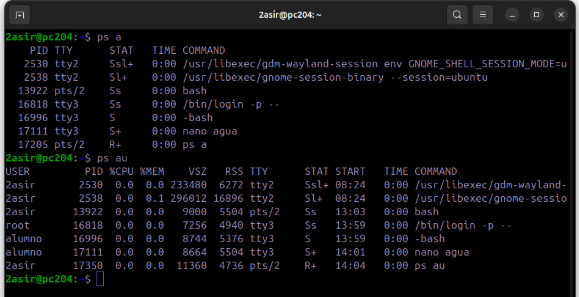 2asir@pc204: ~
2asir@pc204:~$ ps a
PID TTY STAT TIME COMMAND
2530 tty2 Ssl+ 0:00 /usr/libexec/gdm-wayland-session env GNOME_SHELL_SESSION_MODE=u
2538 tty2 Sl+ 0:00 /usr/libexec/gnome-session-binary --session=ubuntu
13922 pts/2 Ss 0:00 bash
16818 tty3 Ss 0:00 /bin/login -p --
16996 tty3 S 0:00 -bash
17111 tty3 S+ 0:00 nano agua
17205 pts/2 R+ 0:00 ps a
2asir@pc204:~$ ps au
USER PID %CPU %MEM VSZ RSS TTY STAT START TIME COMMAND
2asir 2530 0.0 0.0 233480 6272 tty2 Ssl+ 08:24 0:00 /usr/libexec/gdm-wayland-
2asir 2538 0.0 0.1 296012 16896 tty2 Sl+ 08:24 0:00 /usr/libexec/gnome-sessio
2asir 13922 0.0 0.0 9000 5504 pts/2 Ss 13:03 0:00 bash
root 16818 0.0 0.0 7256 4940 tty3 Ss 13:59 0:00 /bin/login -p --
alumno 16996 0.0 0.0 8744 5376 tty3 S 13:59 0:00 -bash
alumno 17111 0.0 0.0 8664 5504 tty3 S+ 14:01 0:00 nano agua
2asir 17350 0.0 0.0 11360 4736 pts/2 R+ 14:04 0:00 ps au
2asir@pc204:~$